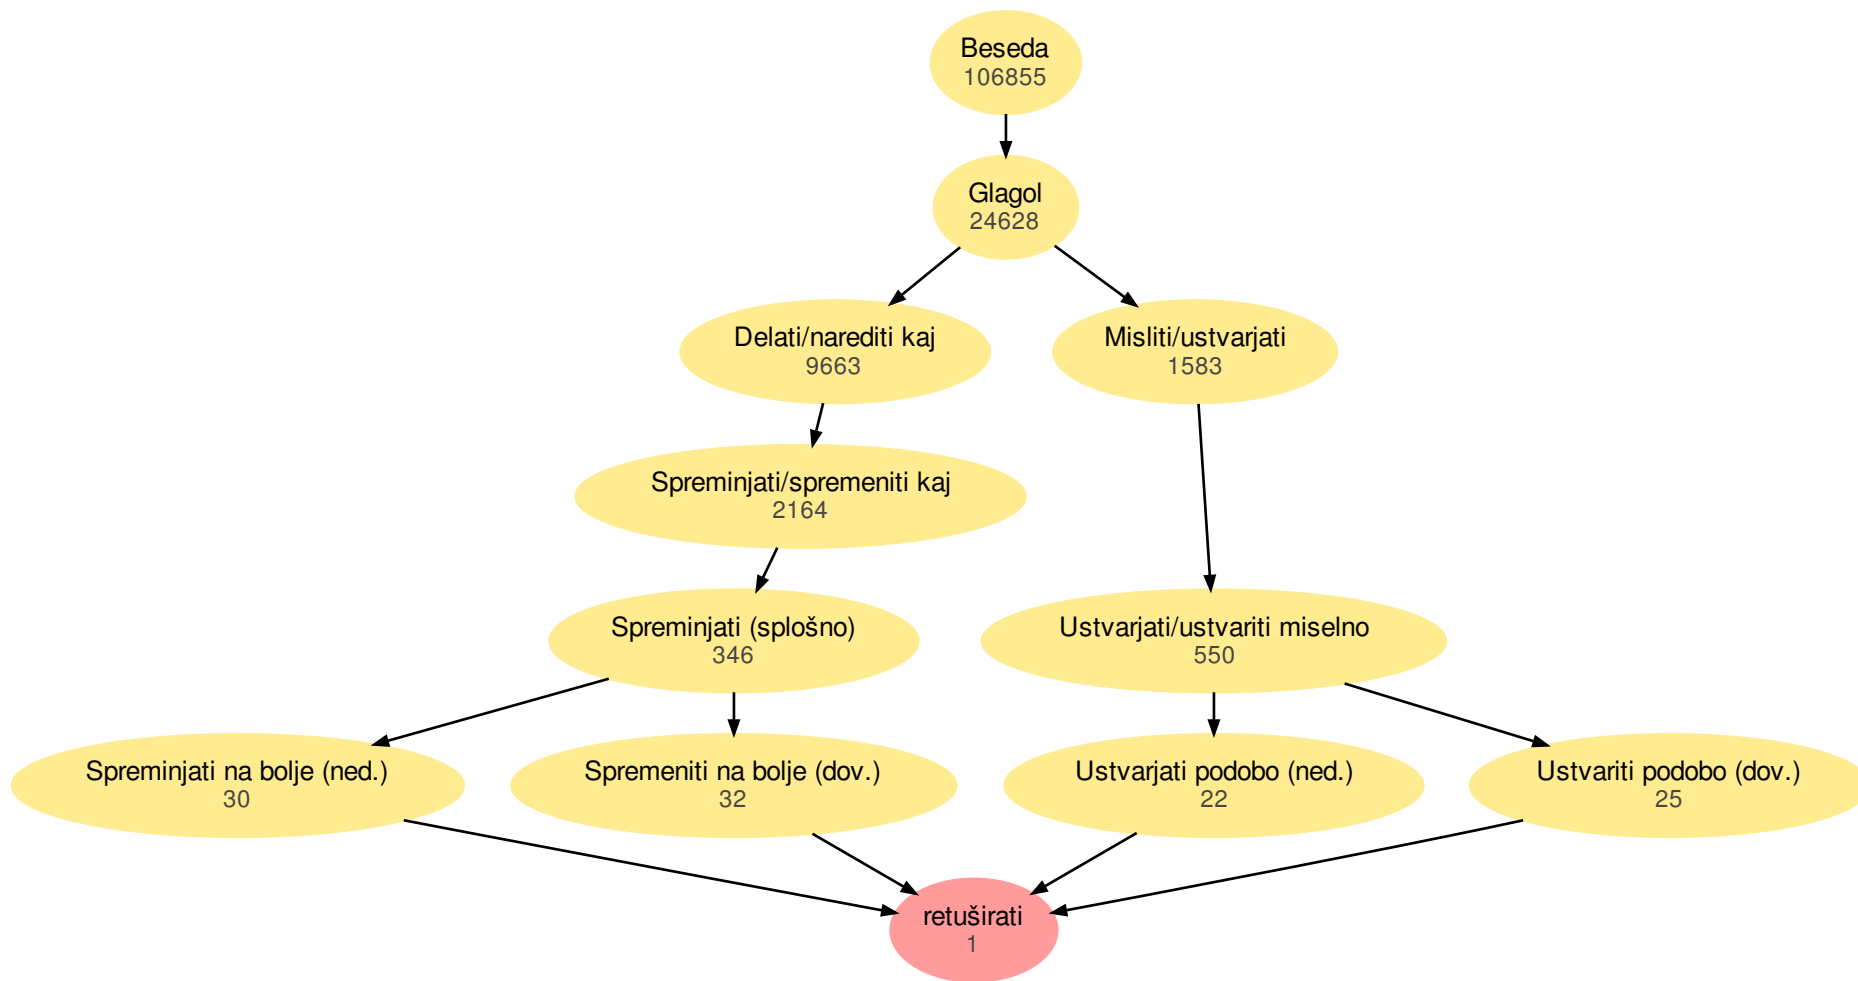 Beseda
106855
Glagol
24628
Delati/narediti kaj
9663
Misliti/ustvarjati
1583
Spreminjati/spremeniti kaj
2164
Spreminjati (splošno)
346
Ustvarjati/ustvariti miselno
550
Spreminjati na bolje (ned.)
30
Spremeniti na bolje (dov.)
32
Ustvarjati podobo (ned.)
22
Ustvariti podobo (dov.)
25
retuširati
1